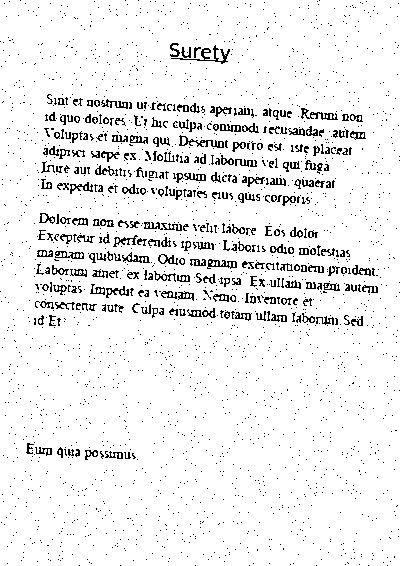 Surety
Sint et nostrum ut reiciendis aperiam, atque. Rerum non
id quo dolores. Et hic culpa commodi recusandae, autem
Voluptas et magna qui. Deserunt porro est, iste placeat
adipisci saepe ex. Mollitia ad laborum vel qui fuga
Irure aut debitis fugiat ipsum dicta aperiam, quaerat
In expedita et odio voluptates eius quis corporis
Dolorem non esse maxime velit labore. Eos dolor
Excepteur id perferendis ipsum. Laboris odio molestias
magnam quibusdam. Odio magnam exercitationem proident.
Laborum amet, ex laborum Sed ipsa. Ex ullam magni autem
voluptas. Impedit ea veniam. Nemo. Inventore et
consectetur aute. Culpa eiusmod totam ullam laborum. Sed
id Et
Eum quia possimus.